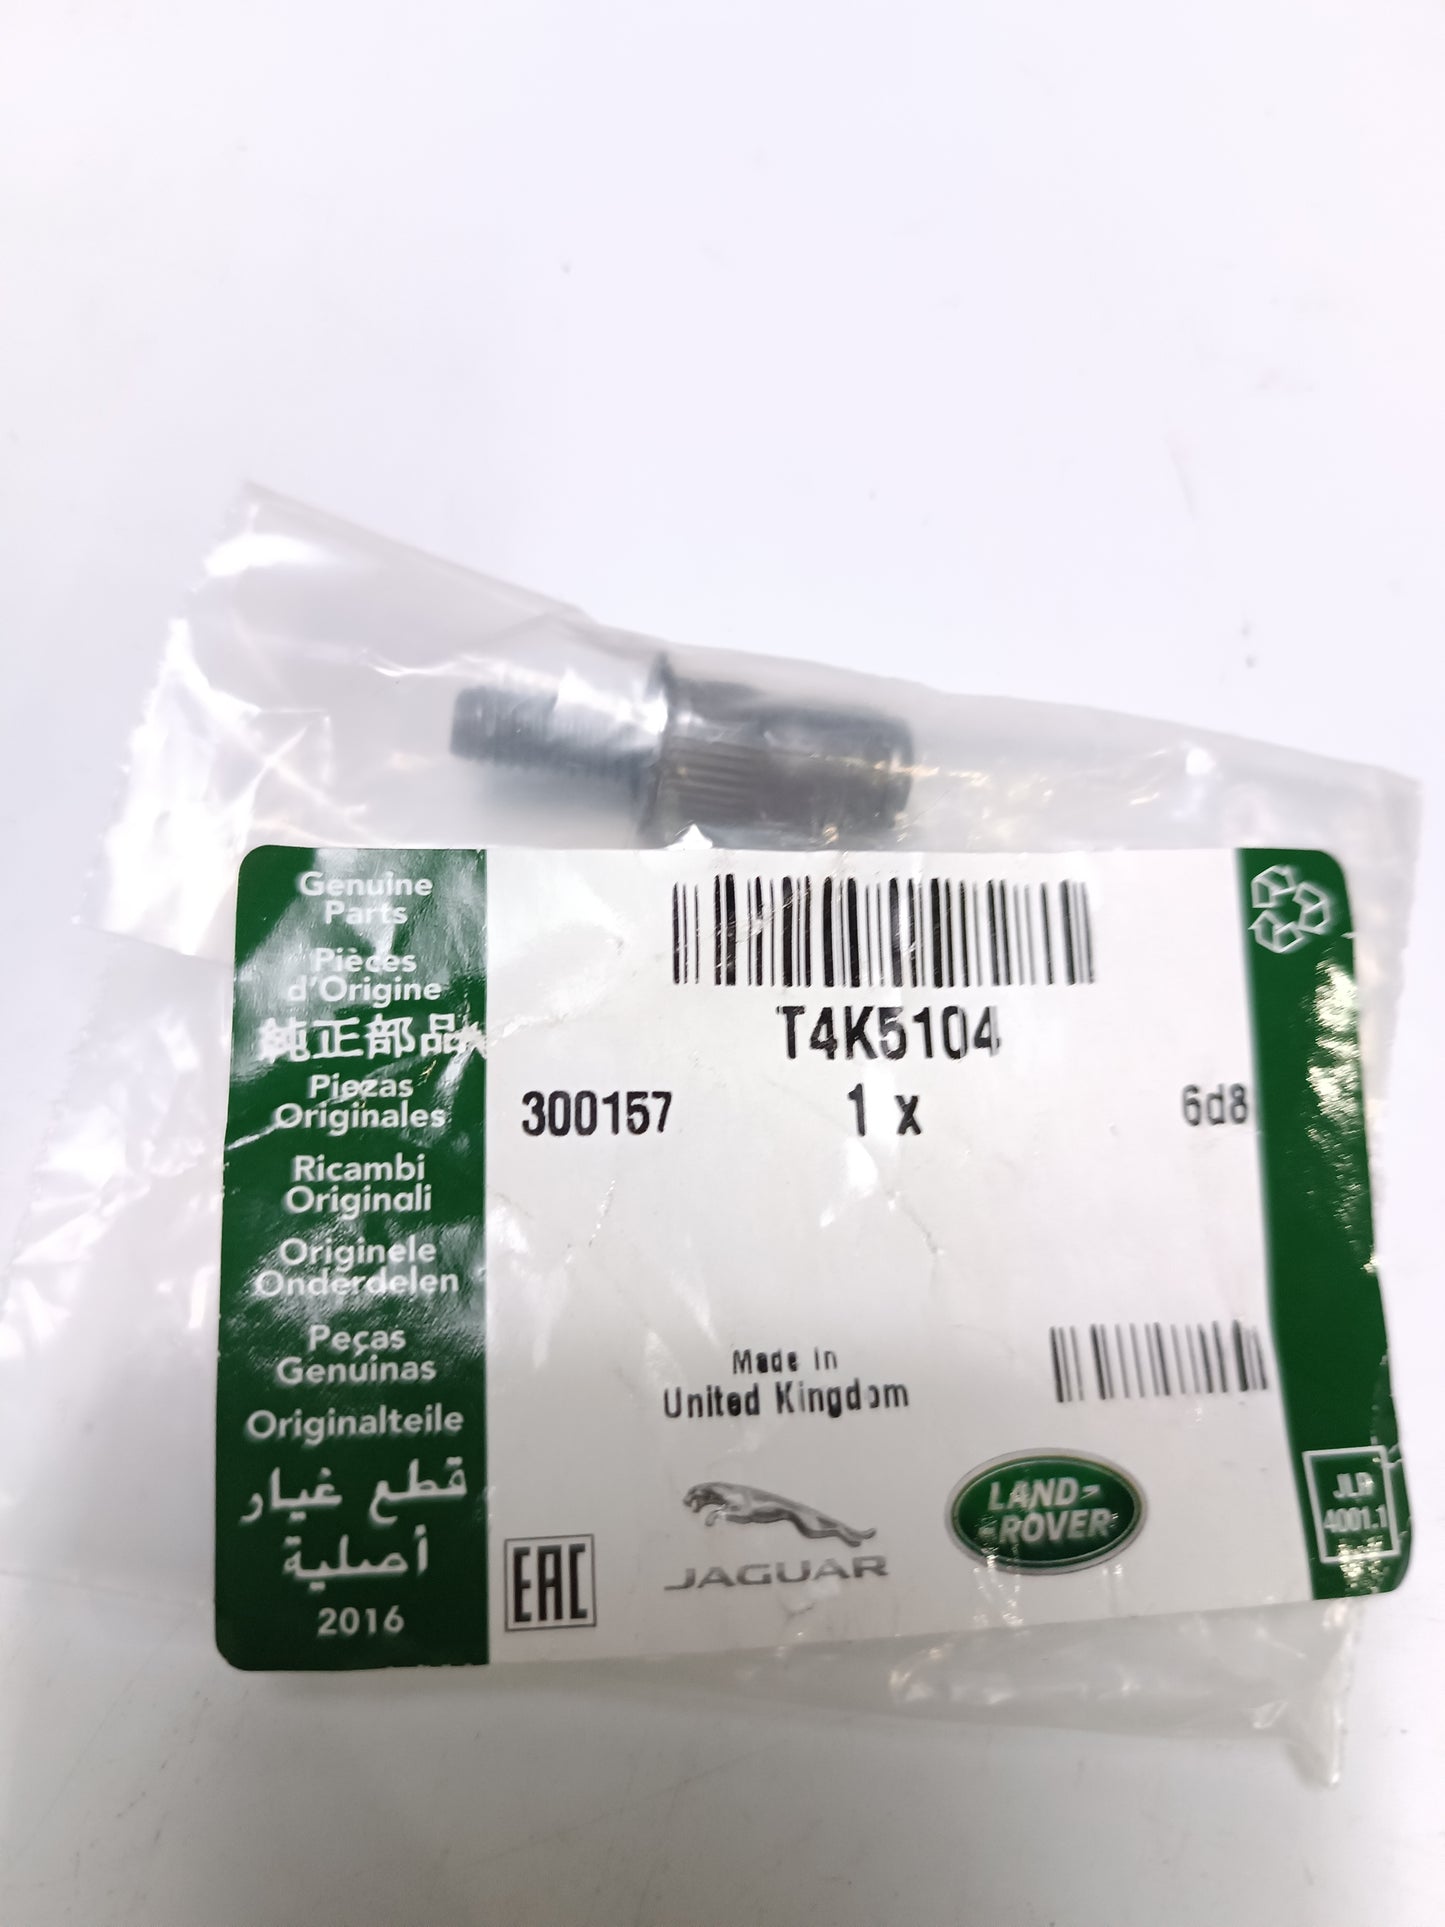 Genuine
Parts
Pièces
d'Origine
純正部品
Piezas
Originales
Ricambi
Originali
Originele
Onderdelen
Peças
Genuinas
Originalteile
قطع غيار
أصلية
2016
T4K5104
300157
1 x
6d8
Made in
United Kingdom
EAC
JAGUAR
LAND-
-ROVER
JLR
4001.1